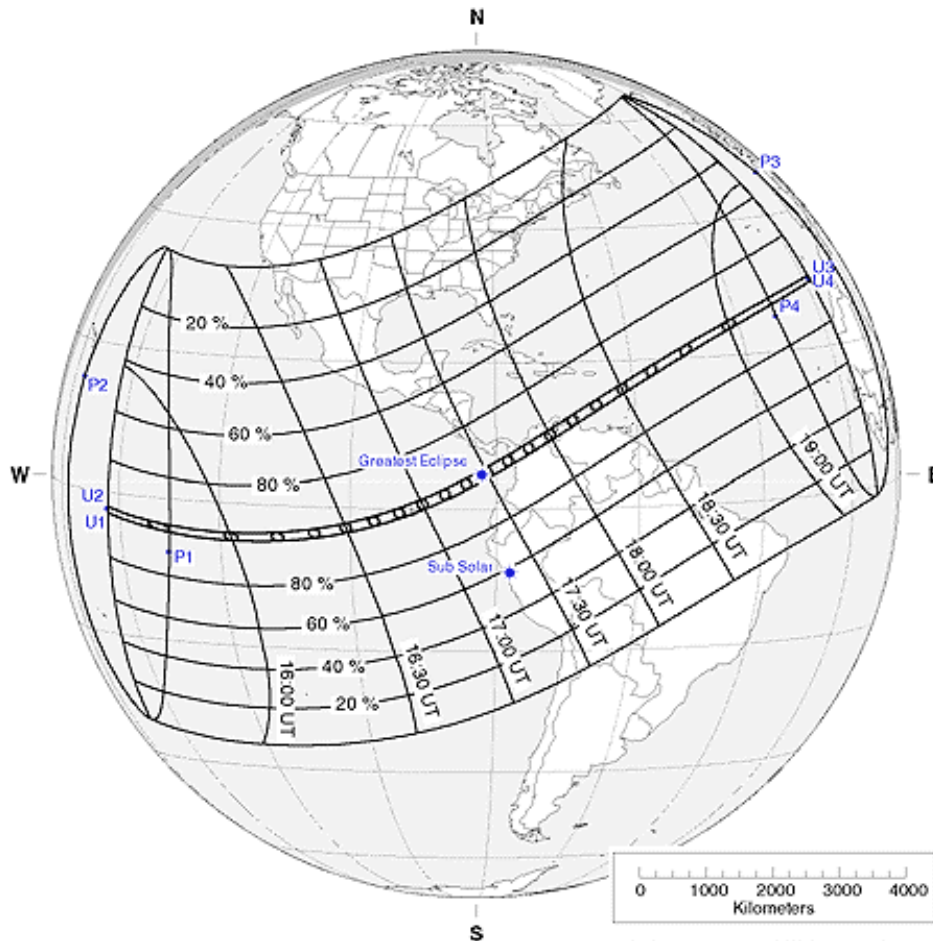 N
P3
U3
U4
P4
20 %
40 %
P2
60 %
80 %
Greatest Eclipse
W
U2
U1
P1
Sub Solar
80 %
60 %
40 %
20 %
16:00 UT
16:30 UT
17:00 UT
17:30 UT
18:00 UT
18:30 UT
19:00 UT
0 1000 2000 3000 4000
Kilometers
S